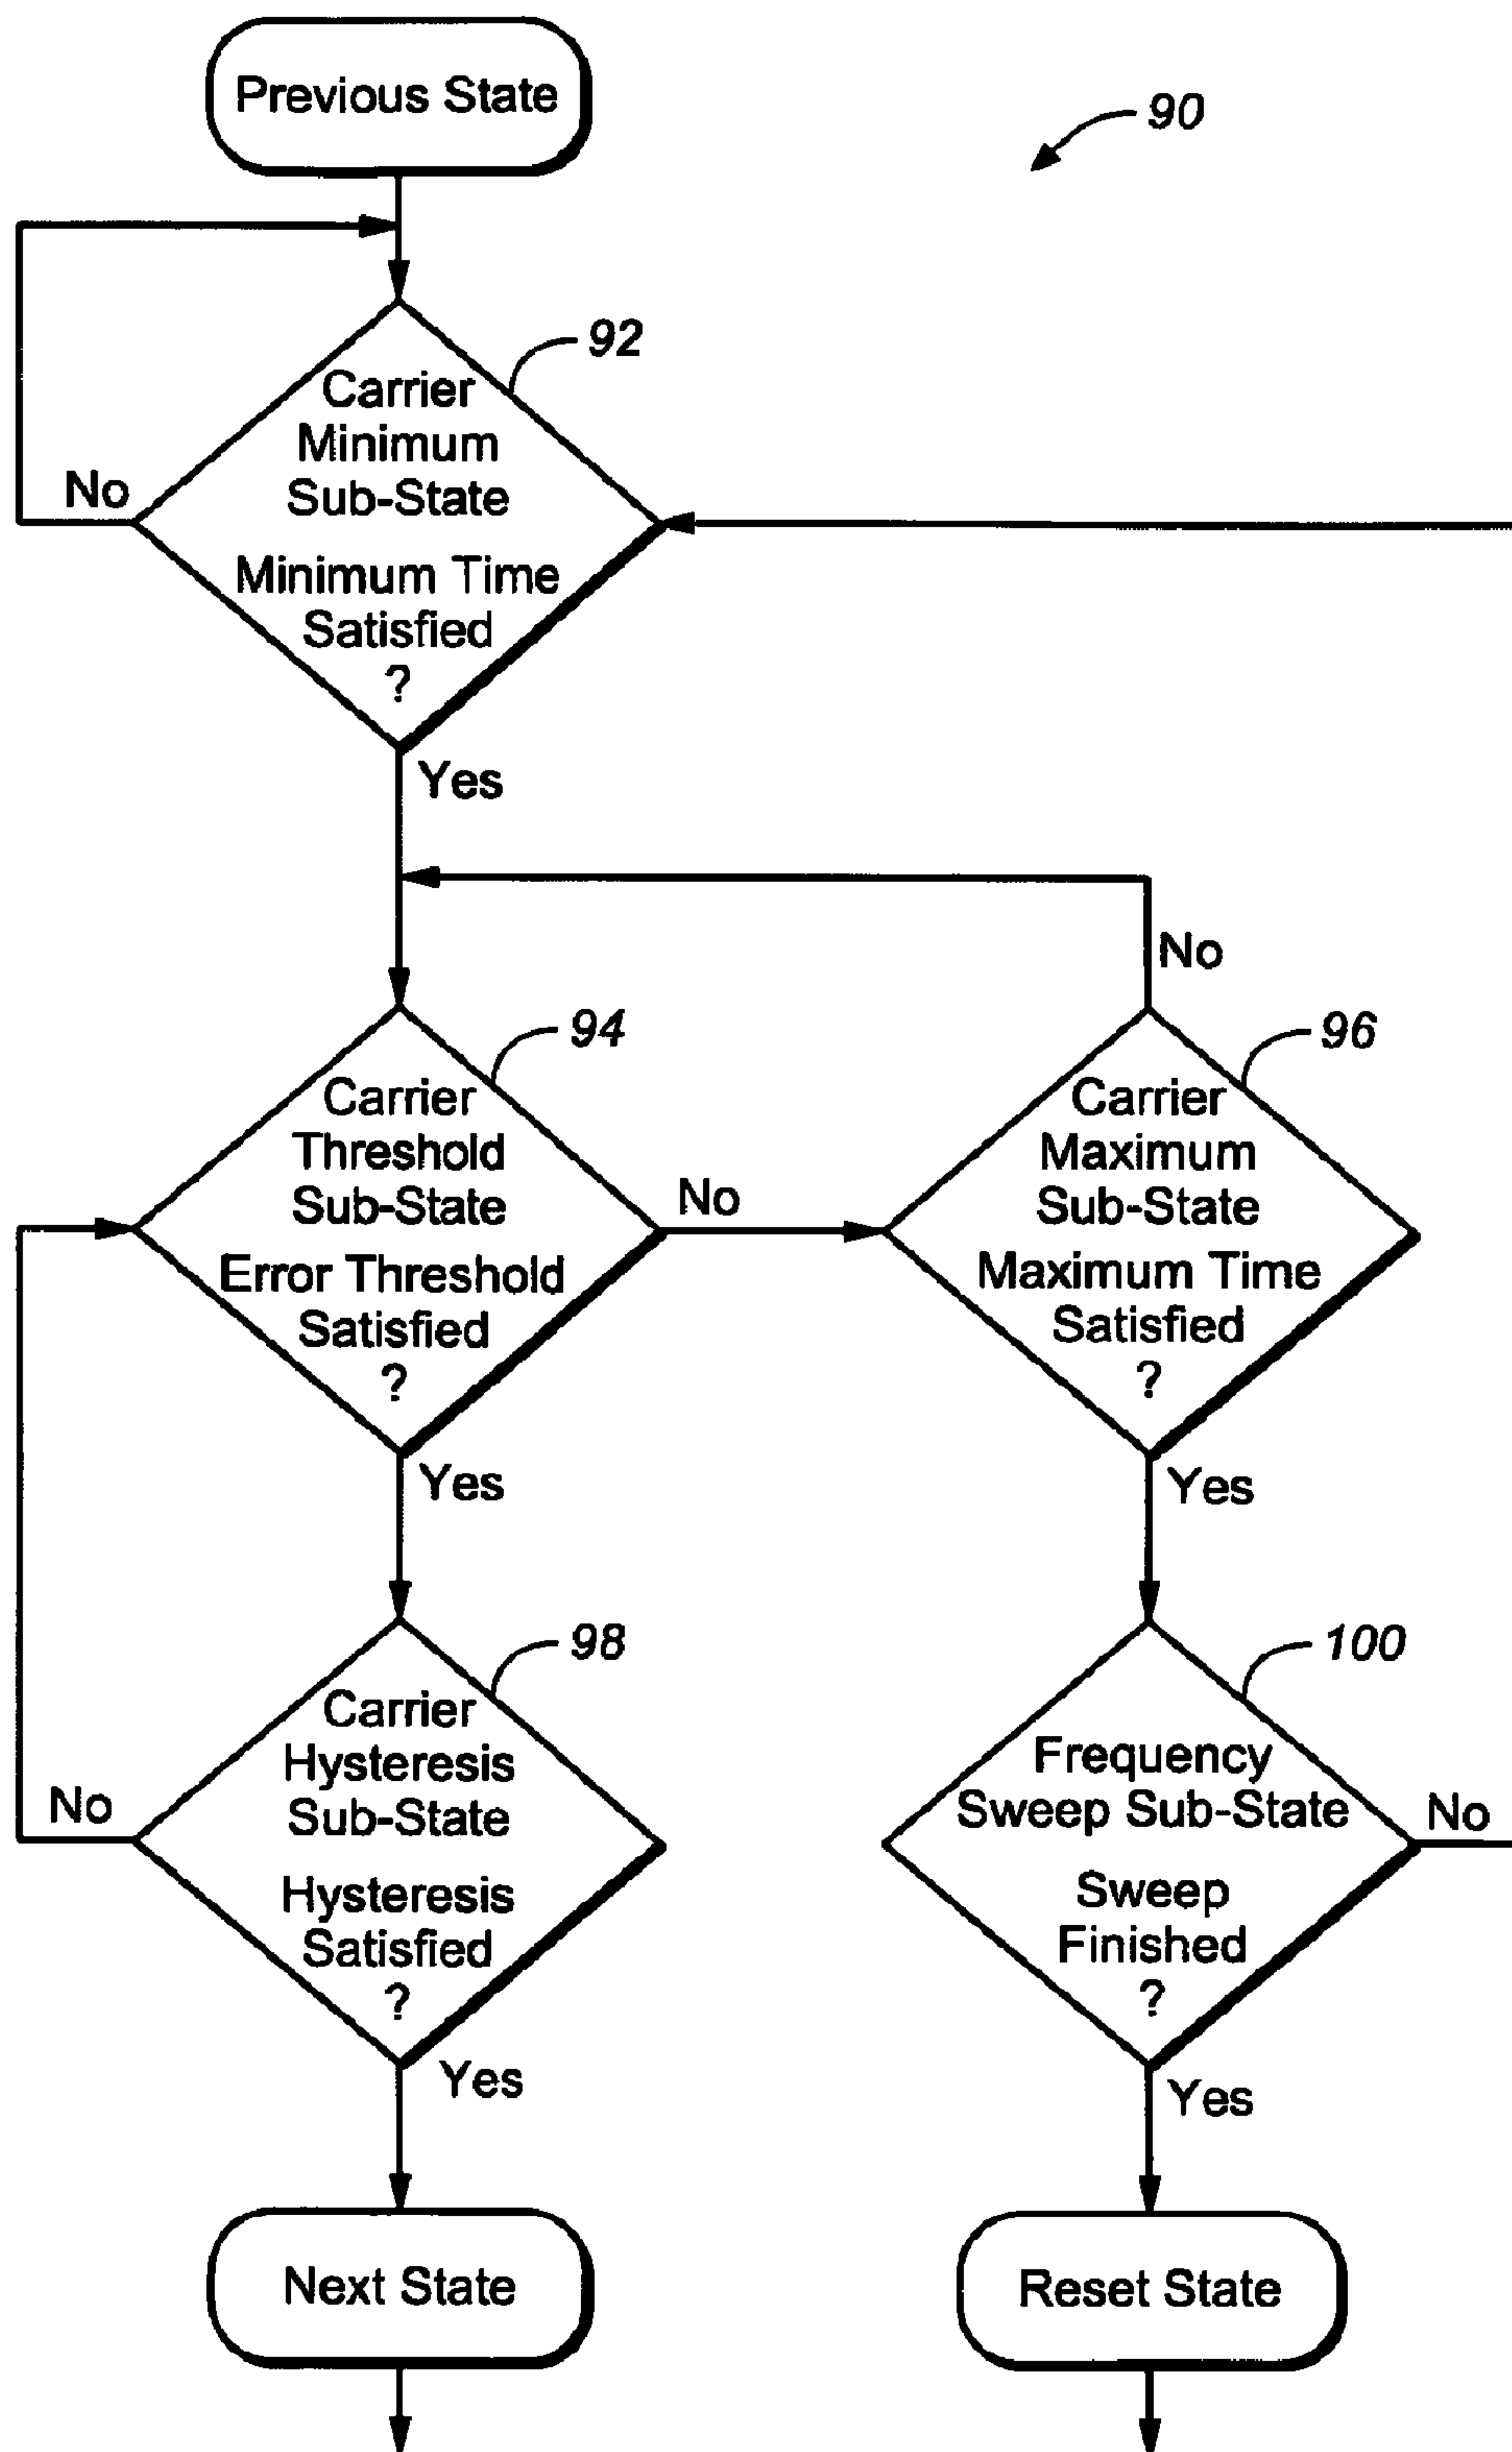 Previous State
90
92
Carrier
Minimum
Sub-State
Minimum Time
Satisfied
?
No
Yes
No
94
Carrier
Threshold
Sub-State
Error Threshold
Satisfied
?
No
Yes
96
Carrier
Maximum
Sub-State
Maximum Time
Satisfied
?
Yes
98
Carrier
Hysteresis
Sub-State
Hysteresis
Satisfied
?
No
Yes
100
Frequency
Sweep Sub-State
Sweep
Finished
?
No
Yes
Next State
Reset State